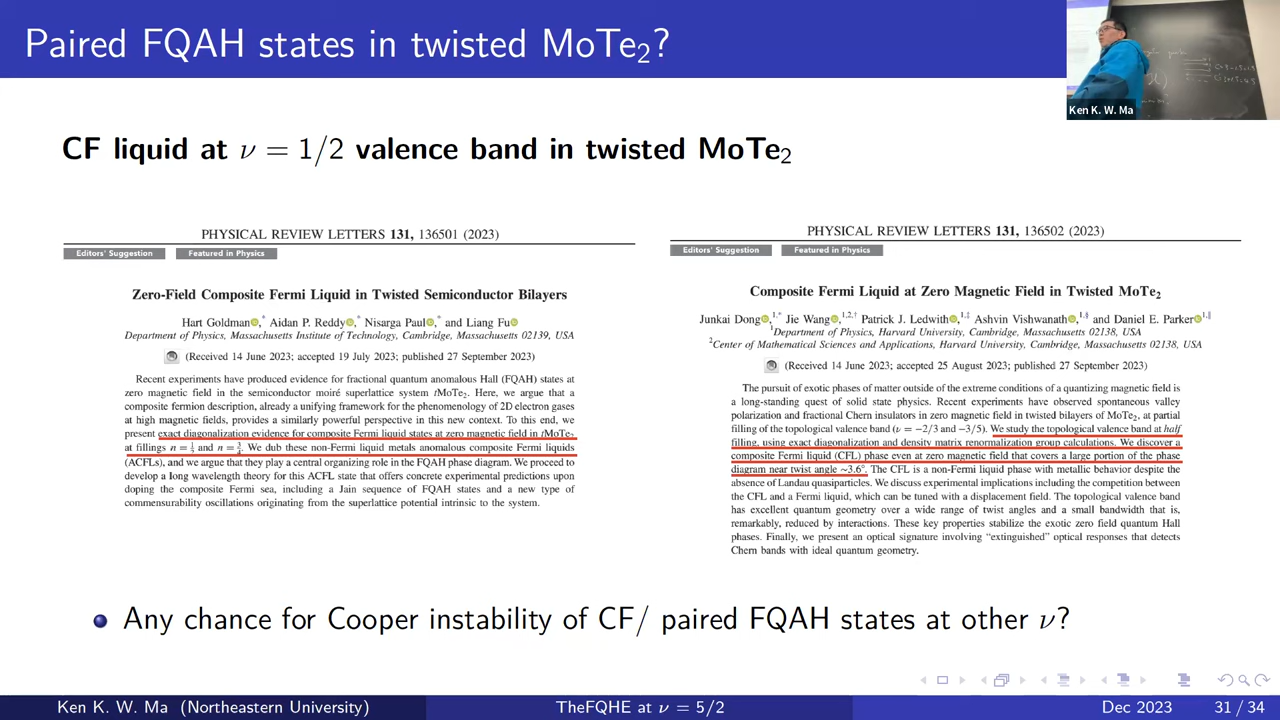 Paired FQAH states in twisted MoTe₂?
Ken K. W. Ma
CF liquid at ν = 1/2 valence band in twisted MoTe₂
PHYSICAL REVIEW LETTERS 131, 136501 (2023)
Editors' Suggestion Featured in Physics
Zero-Field Composite Fermi Liquid in Twisted Semiconductor Bilayers
Hart Goldman,* Aidan P. Reddy,* Nisarga Paul,* and Liang Fu
Department of Physics, Massachusetts Institute of Technology, Cambridge, Massachusetts 02139, USA
(Received 14 June 2023; accepted 19 July 2023; published 27 September 2023)
Recent experiments have produced evidence for fractional quantum anomalous Hall (FQAH) states at
zero magnetic field in the semiconductor moiré superlattice system tMoTe₂. Here, we argue that a
composite fermion description, already a unifying framework for the phenomenology of 2D electron gases
at high magnetic fields, provides a similarly powerful perspective in this new context. To this end, we
present exact diagonalization evidence for composite Fermi liquid states at zero magnetic field in tMoTe₂
at fillings n = 1/2 and n = 3/4. We dub these non-Fermi liquid metals anomalous composite Fermi liquids
(ACFLs), and we argue that they play a central organizing role in the FQAH phase diagram. We proceed to
develop a long wavelength theory for this ACFL state that offers concrete experimental predictions upon
doping the composite Fermi sea, including a Jain sequence of FQAH states and a new type of
commensurability oscillations originating from the superlattice potential intrinsic to the system.
PHYSICAL REVIEW LETTERS 131, 136502 (2023)
Editors' Suggestion Featured in Physics
Composite Fermi Liquid at Zero Magnetic Field in Twisted MoTe₂
Junkai Dong,1,* Jie Wang,1,2,† Patrick J. Ledwith,1,‡ Ashvin Vishwanath,1,§ and Daniel E. Parker1,∥
1Department of Physics, Harvard University, Cambridge, Massachusetts 02138, USA
2Center of Mathematical Sciences and Applications, Harvard University, Cambridge, Massachusetts 02138, USA
(Received 14 June 2023; accepted 25 August 2023; published 27 September 2023)
The pursuit of exotic phases of matter outside of the extreme conditions of a quantizing magnetic field is
a long-standing quest of solid state physics. Recent experiments have observed spontaneous valley
polarization and fractional Chern insulators in zero magnetic field in twisted bilayers of MoTe₂, at partial
filling of the topological valence band (ν = −2/3 and −3/5). We study the topological valence band at half
filling, using exact diagonalization and density matrix renormalization group calculations. We discover a
composite Fermi liquid (CFL) phase even at zero magnetic field that covers a large portion of the phase
diagram near twist angle ~3.6°. The CFL is a non-Fermi liquid phase with metallic behavior despite the
absence of Landau quasiparticles. We discuss experimental implications including the competition between
the CFL and a Fermi liquid, which can be tuned with a displacement field. The topological valence band
has excellent quantum geometry over a wide range of twist angles and a small bandwidth that is,
remarkably, reduced by interactions. These key properties stabilize the exotic zero field quantum Hall
phases. Finally, we present an optical signature involving “extinguished” optical responses that detects
Chern bands with ideal quantum geometry.
Any chance for Cooper instability of CF/ paired FQAH states at other ν?
Ken K. W. Ma (Northeastern University) TheFQHE at ν = 5/2 Dec 2023 31 / 34